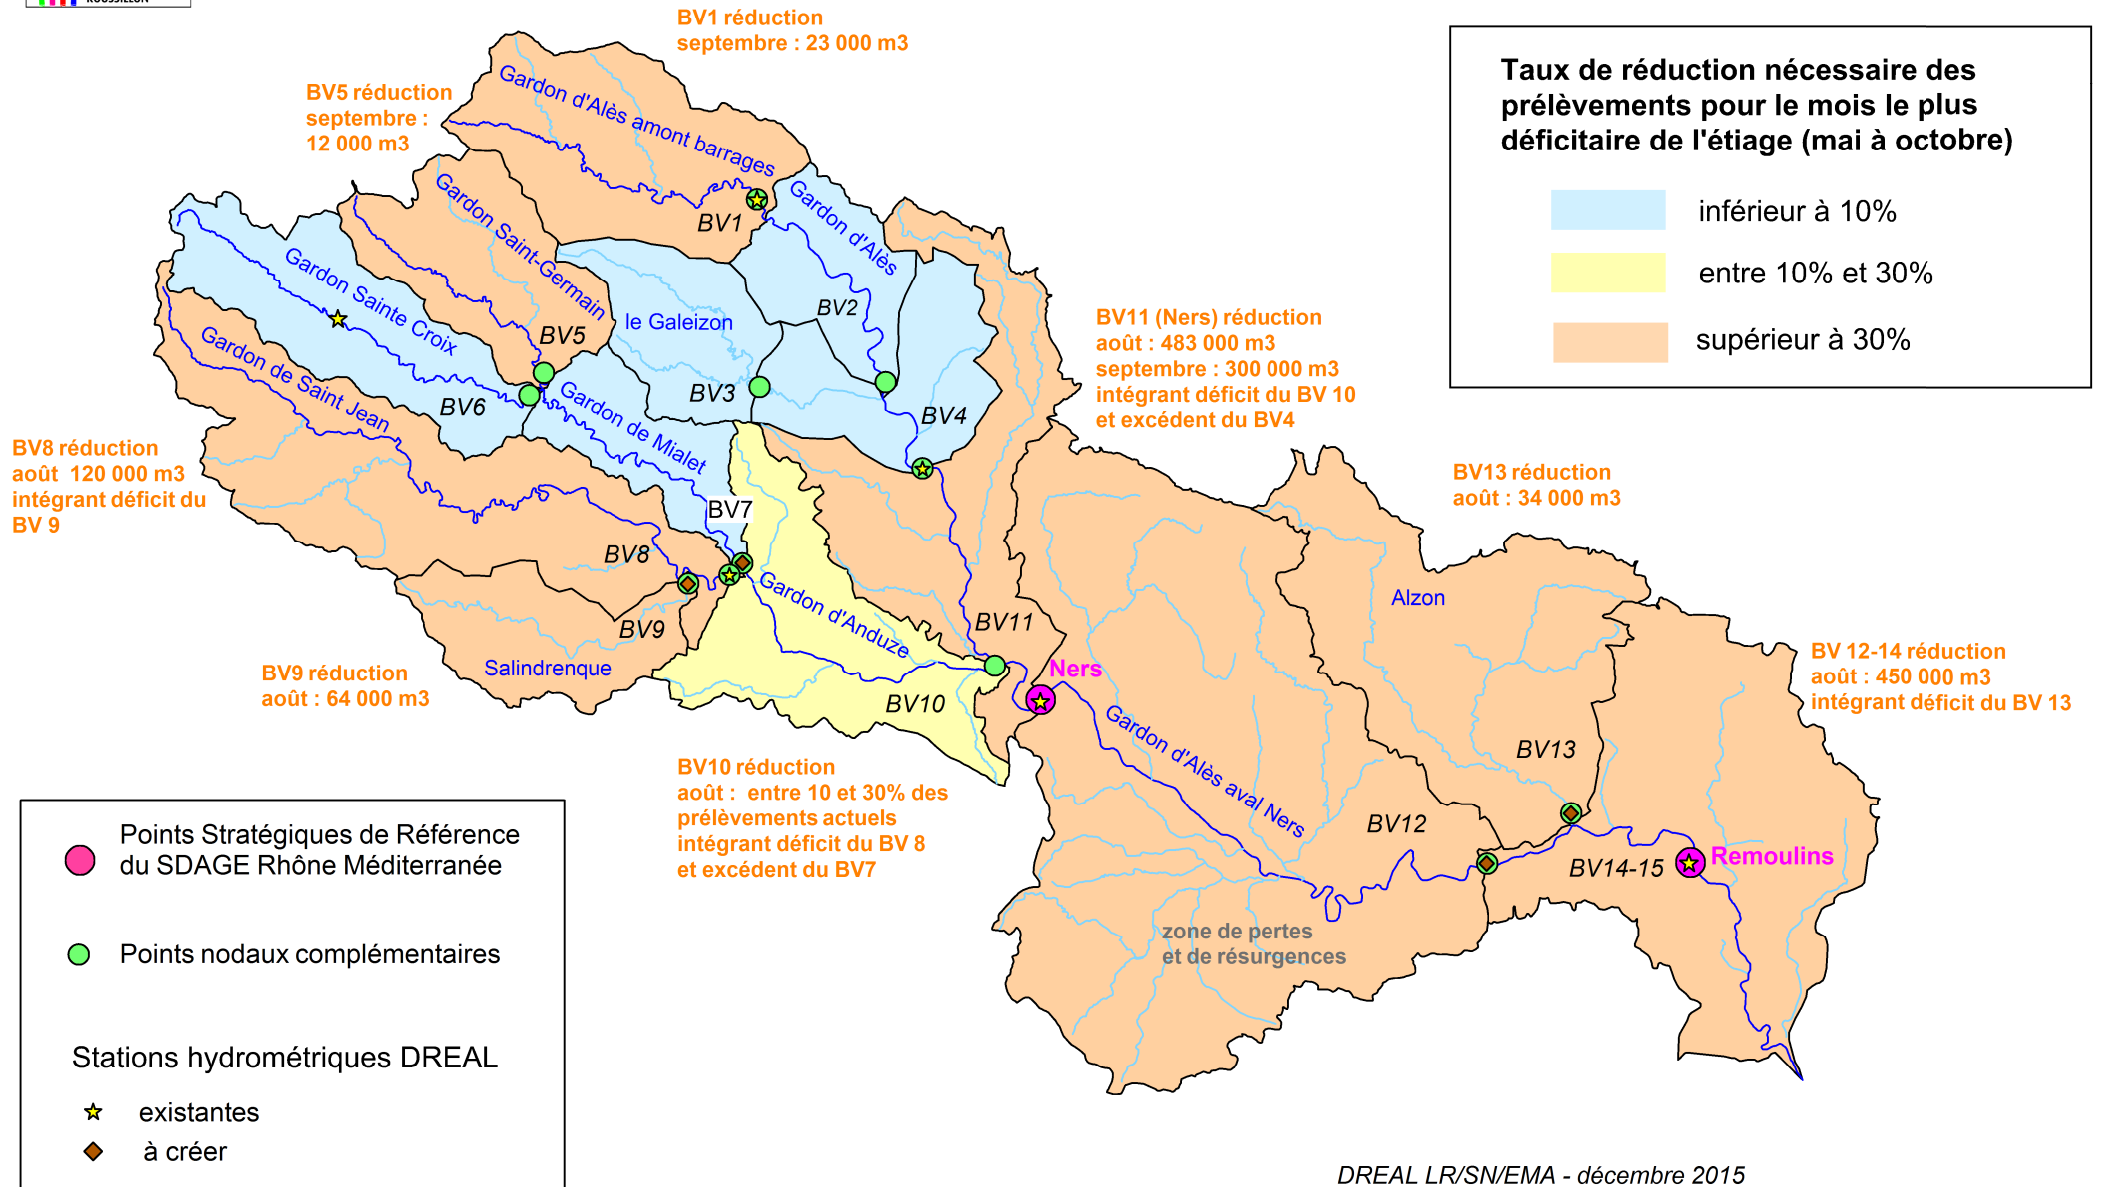 ROUSSILLON
BV1 réduction
septembre : 23 000 m3
BV5 réduction
septembre :
12 000 m3
Taux de réduction nécessaire des
prélèvements pour le mois le plus
déficitaire de l'étiage (mai à octobre)
inférieur à 10%
entre 10% et 30%
supérieur à 30%
Gardon d'Alès amont barrages
BV1
Gardon d'Alès
BV2
Gardon Saint-Germain
BV5
Gardon Sainte Croix
BV6
le Galeizon
BV3
BV4
Gardon de Saint Jean
Gardon de Mialet
BV7
BV8
BV9
Salindrenque
Gardon d'Anduze
BV10
BV11
Ners
BV11 (Ners) réduction
août : 483 000 m3
septembre : 300 000 m3
intégrant déficit du BV 10
et excédent du BV4
BV8 réduction
août 120 000 m3
intégrant déficit du
BV 9
BV13 réduction
août : 34 000 m3
Alzon
BV13
BV9 réduction
août : 64 000 m3
BV 12-14 réduction
août : 450 000 m3
intégrant déficit du BV 13
Gardon d'Alès aval Ners
BV12
BV14-15
Remoulins
BV10 réduction
août : entre 10 et 30% des
prélèvements actuels
intégrant déficit du BV 8
et excédent du BV7
zone de pertes
et de résurgences
Points Stratégiques de Référence
du SDAGE Rhône Méditerranée
Points nodaux complémentaires
Stations hydrométriques DREAL
existantes
à créer
DREAL LR/SN/EMA - décembre 2015